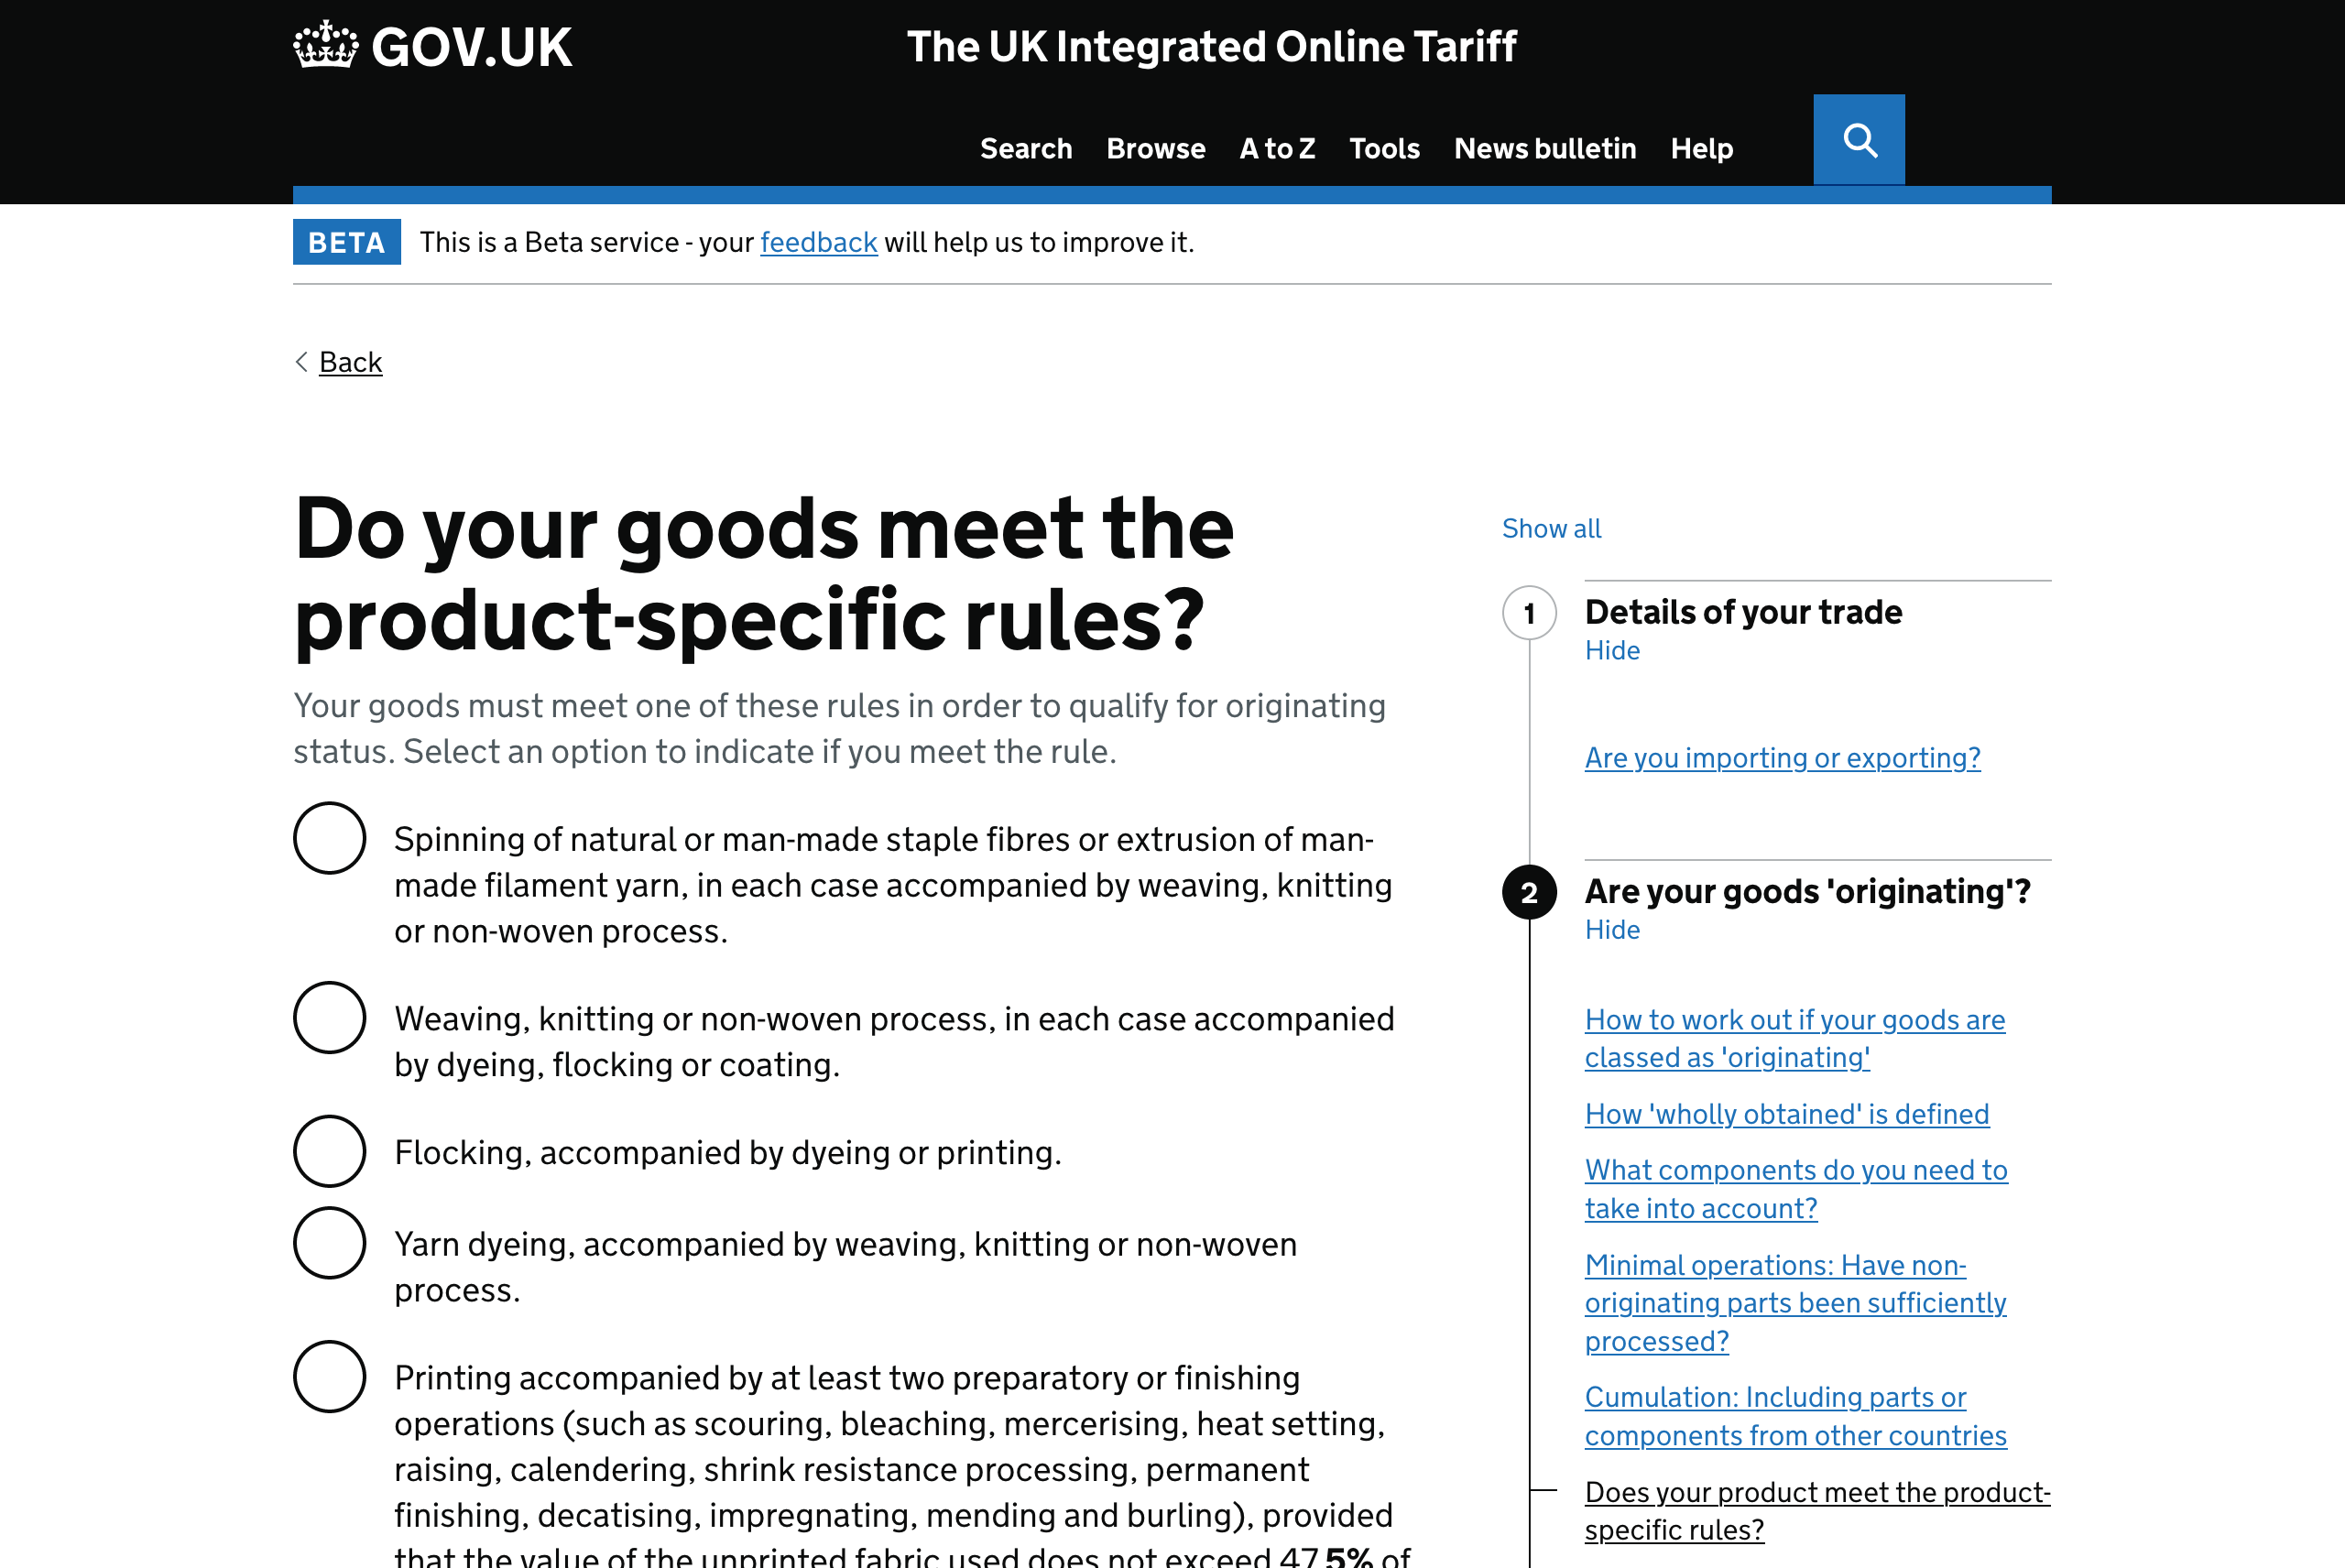 GOV.UK
The UK Integrated Online Tariff
Search Browse A to Z Tools News bulletin Help
BETA This is a Beta service - your feedback will help us to improve it.
Back
Do your goods meet the
product-specific rules?
Your goods must meet one of these rules in order to qualify for originating
status. Select an option to indicate if you meet the rule.
Spinning of natural or man-made staple fibres or extrusion of man-
made filament yarn, in each case accompanied by weaving, knitting
or non-woven process.
Weaving, knitting or non-woven process, in each case accompanied
by dyeing, flocking or coating.
Flocking, accompanied by dyeing or printing.
Yarn dyeing, accompanied by weaving, knitting or non-woven
process.
Printing accompanied by at least two preparatory or finishing
operations (such as scouring, bleaching, mercerising, heat setting,
raising, calendering, shrink resistance processing, permanent
finishing, decatising, impregnating, mending and burling), provided
that the value of the unprinted fabric used does not exceed 47.5% of
Show all
1 Details of your trade
Hide
Are you importing or exporting?
2 Are your goods 'originating'?
Hide
How to work out if your goods are
classed as 'originating'
How 'wholly obtained' is defined
What components do you need to
take into account?
Minimal operations: Have non-
originating parts been sufficiently
processed?
Cumulation: Including parts or
components from other countries
Does your product meet the product-
specific rules?